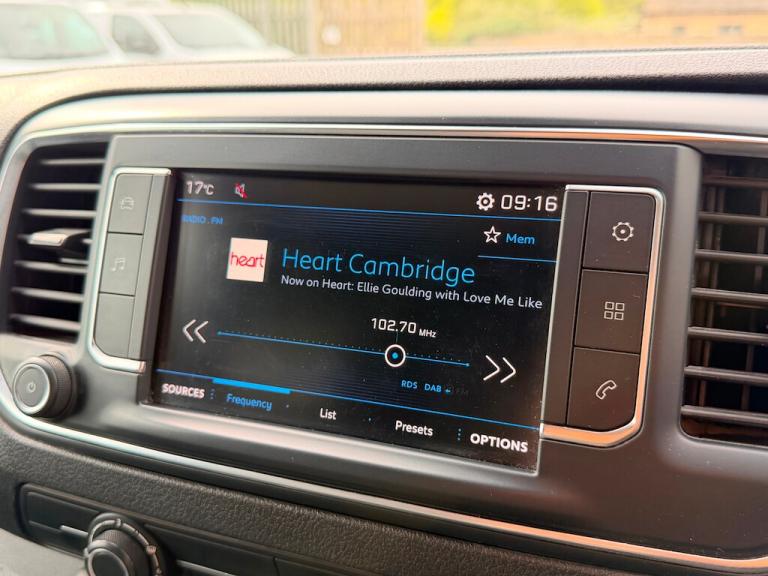 17°C
09:16
RADIO . FM
Mem
heart
Heart Cambridge
Now on Heart: Ellie Goulding with Love Me Like
102.70 MHz
RDS DAB FM
SOURCES Frequency List Presets OPTIONS